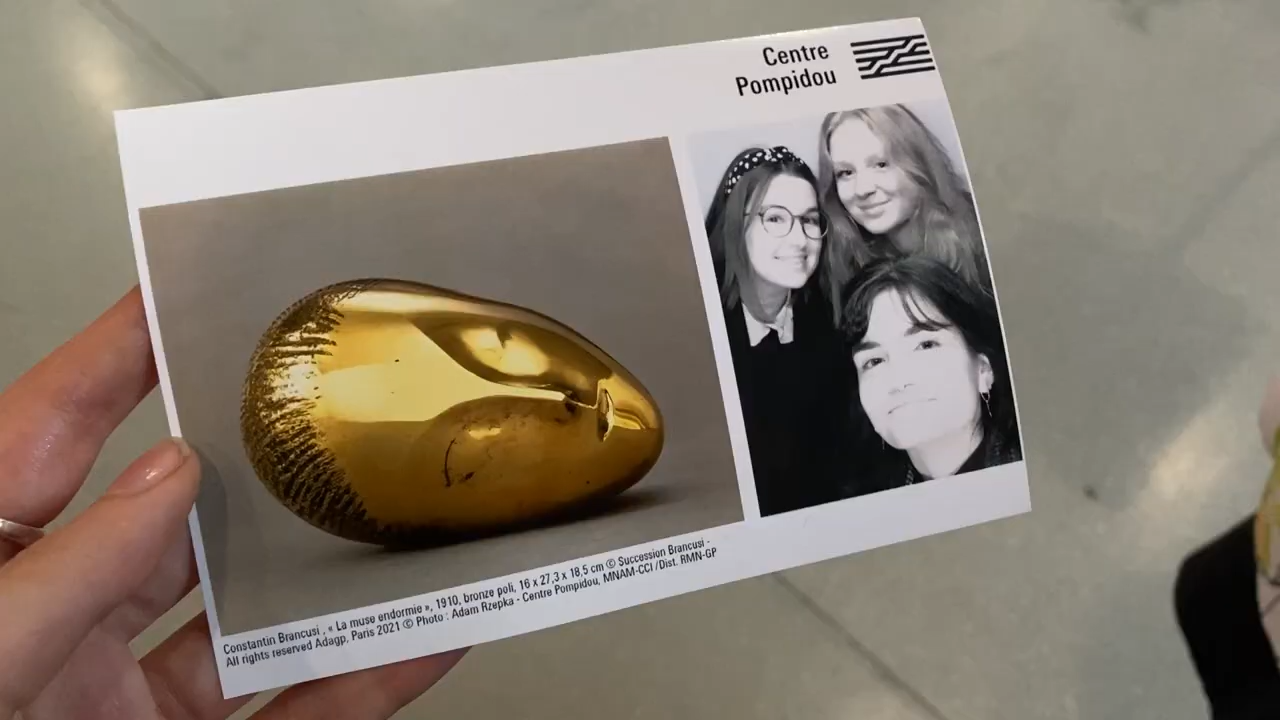 Centre
Pompidou
Constantin Brancusi , « La muse endormie », 1910, bronze poli, 16 x 27,3 x 18,5 cm © Succession Brancusi -
All rights reserved Adagp, Paris 2021 © Photo : Adam Rzepka - Centre Pompidou, MNAM-CCI /Dist. RMN-GP